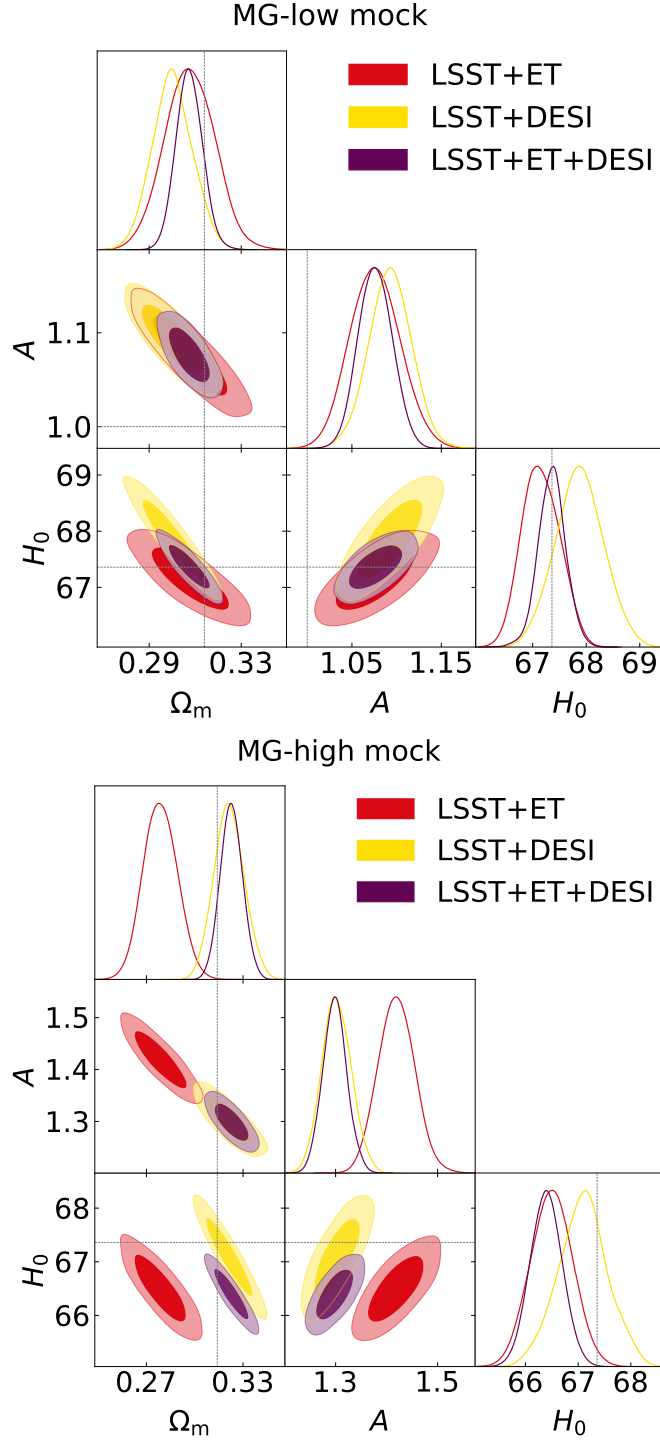 MG-low mock
LSST+ET
LSST+DESI
LSST+ET+DESI
A
1.1
1.0
H₀
69
68
67
0.29 0.33
1.05 1.15
67 68 69
Ωₘ
A
H₀
MG-high mock
LSST+ET
LSST+DESI
LSST+ET+DESI
A
1.5
1.4
1.3
H₀
68
67
66
0.27 0.33
1.3 1.5
66 67 68
Ωₘ
A
H₀